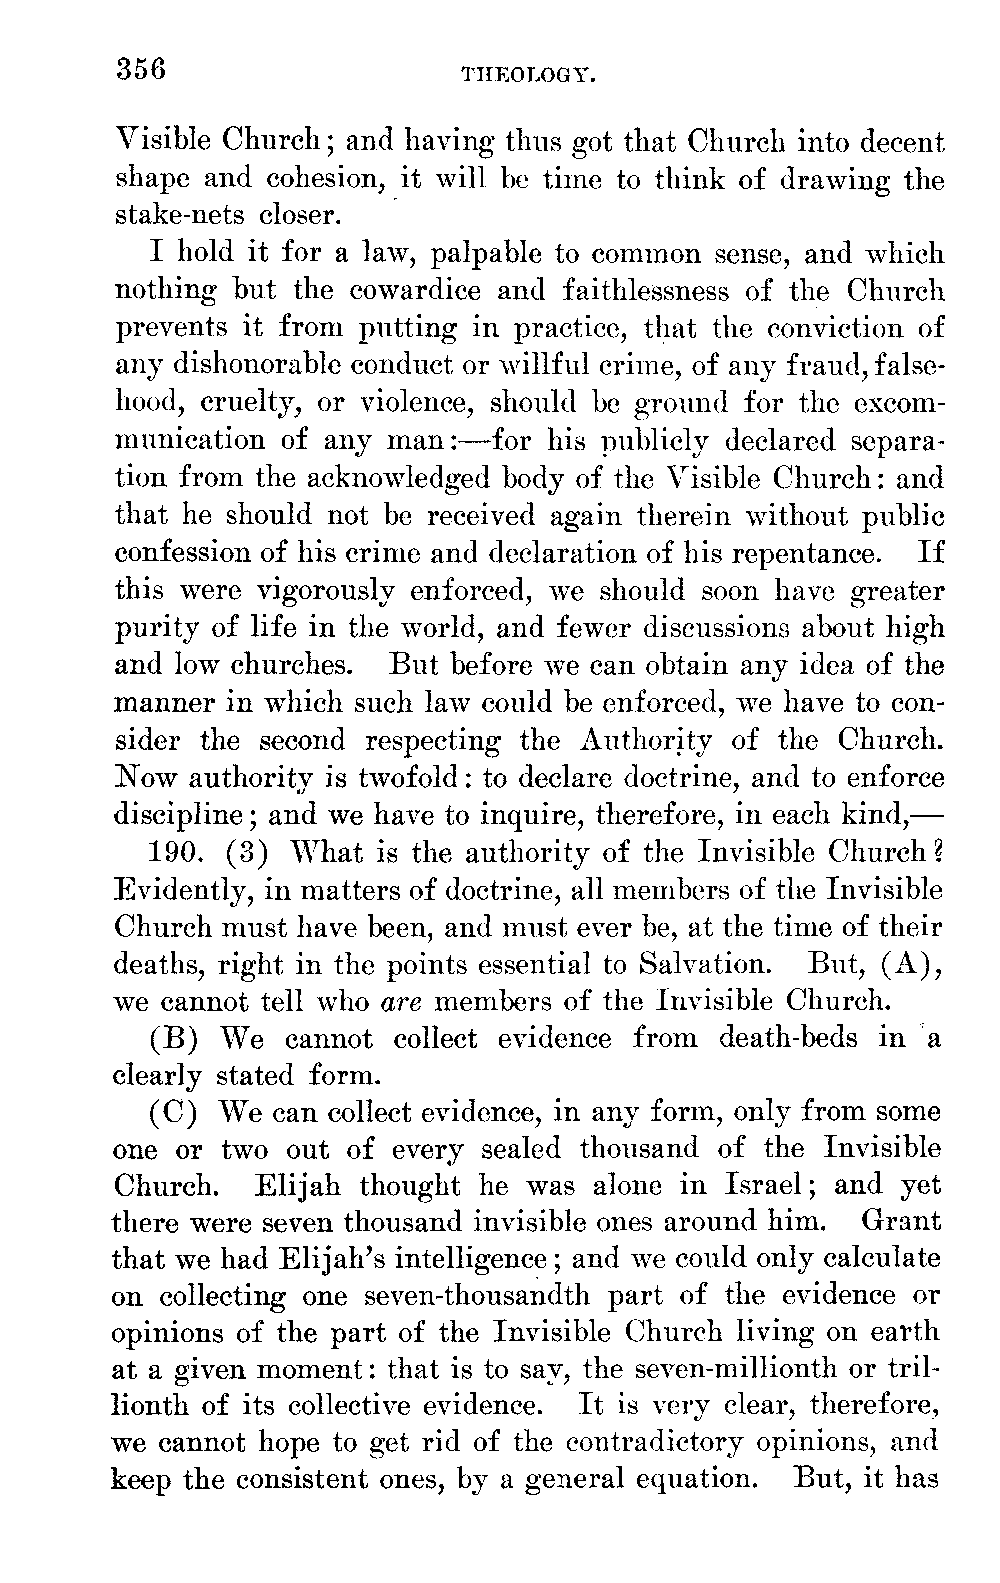 356 THEOLOGY.
Visible Church; and having thus got that Church into decent
shape and cohesion, it will be time to think of drawing the
stake-nets closer.
I hold it for a law, palpable to common sense, and which
nothing but the cowardice and faithlessness of the Church
prevents it from putting in practice, that the conviction of
any dishonorable conduct or willful crime, of any fraud, false-
hood, cruelty, or violence, should be ground for the excom-
munication of any man:—for his publicly declared separa-
tion from the acknowledged body of the Visible Church: and
that he should not be received again therein without public
confession of his crime and declaration of his repentance. If
this were vigorously enforced, we should soon have greater
purity of life in the world, and fewer discussions about high
and low churches. But before we can obtain any idea of the
manner in which such law could be enforced, we have to con-
sider the second respecting the Authority of the Church.
Now authority is twofold: to declare doctrine, and to enforce
discipline; and we have to inquire, therefore, in each kind,—
190. (3) What is the authority of the Invisible Church?
Evidently, in matters of doctrine, all members of the Invisible
Church must have been, and must ever be, at the time of their
deaths, right in the points essential to Salvation. But, (A),
we cannot tell who are members of the Invisible Church.
(B) We cannot collect evidence from death-beds in a
clearly stated form.
(C) We can collect evidence, in any form, only from some
one or two out of every sealed thousand of the Invisible
Church. Elijah thought he was alone in Israel; and yet
there were seven thousand invisible ones around him. Grant
that we had Elijah's intelligence; and we could only calculate
on collecting one seven-thousandth part of the evidence or
opinions of the part of the Invisible Church living on earth
at a given moment: that is to say, the seven-millionth or tril-
lionth of its collective evidence. It is very clear, therefore,
we cannot hope to get rid of the contradictory opinions, and
keep the consistent ones, by a general equation. But, it has